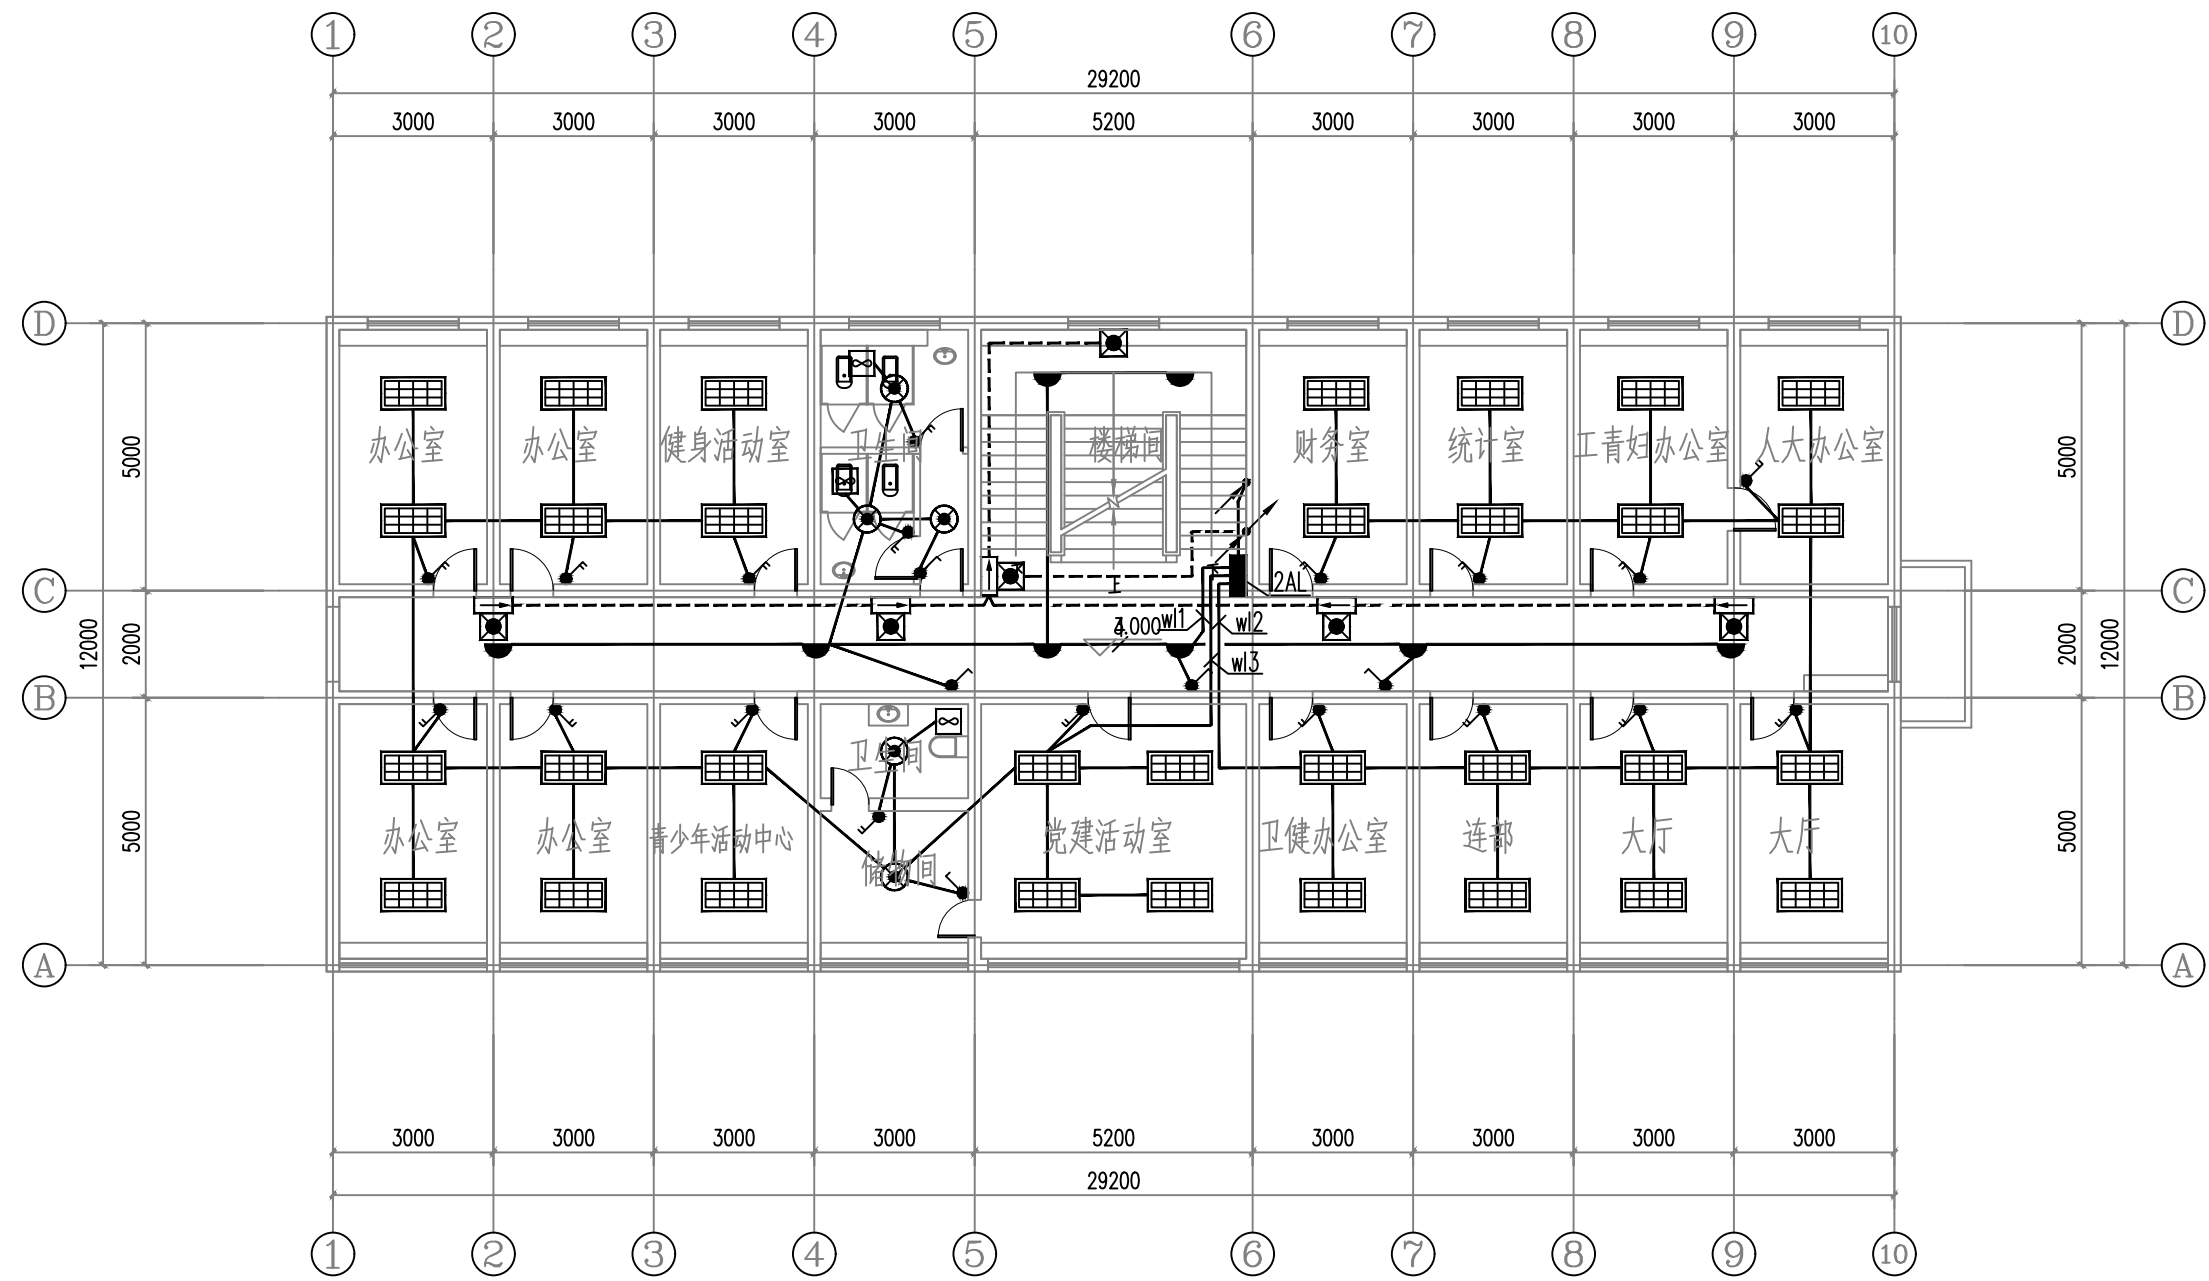 1 2 3 4 5 6 7 8 9 10
29200
3000 3000 3000 3000 5200 3000 3000 3000 3000
D D
办公室 办公室 健身活动室 卫生间 楼梯间 财务室 统计室 工青妇办公室 人大办公室
5000 5000
C C
2AL
12000 2000 wl1 wl2 2000 12000
wl3
B B
卫生间
办公室 办公室 青少年活动中心 储物间 党建活动室 卫健办公室 连部 大厅 大厅
5000 5000
A A
3000 3000 3000 3000 5200 3000 3000 3000 3000
29200
1 2 3 4 5 6 7 8 9 10